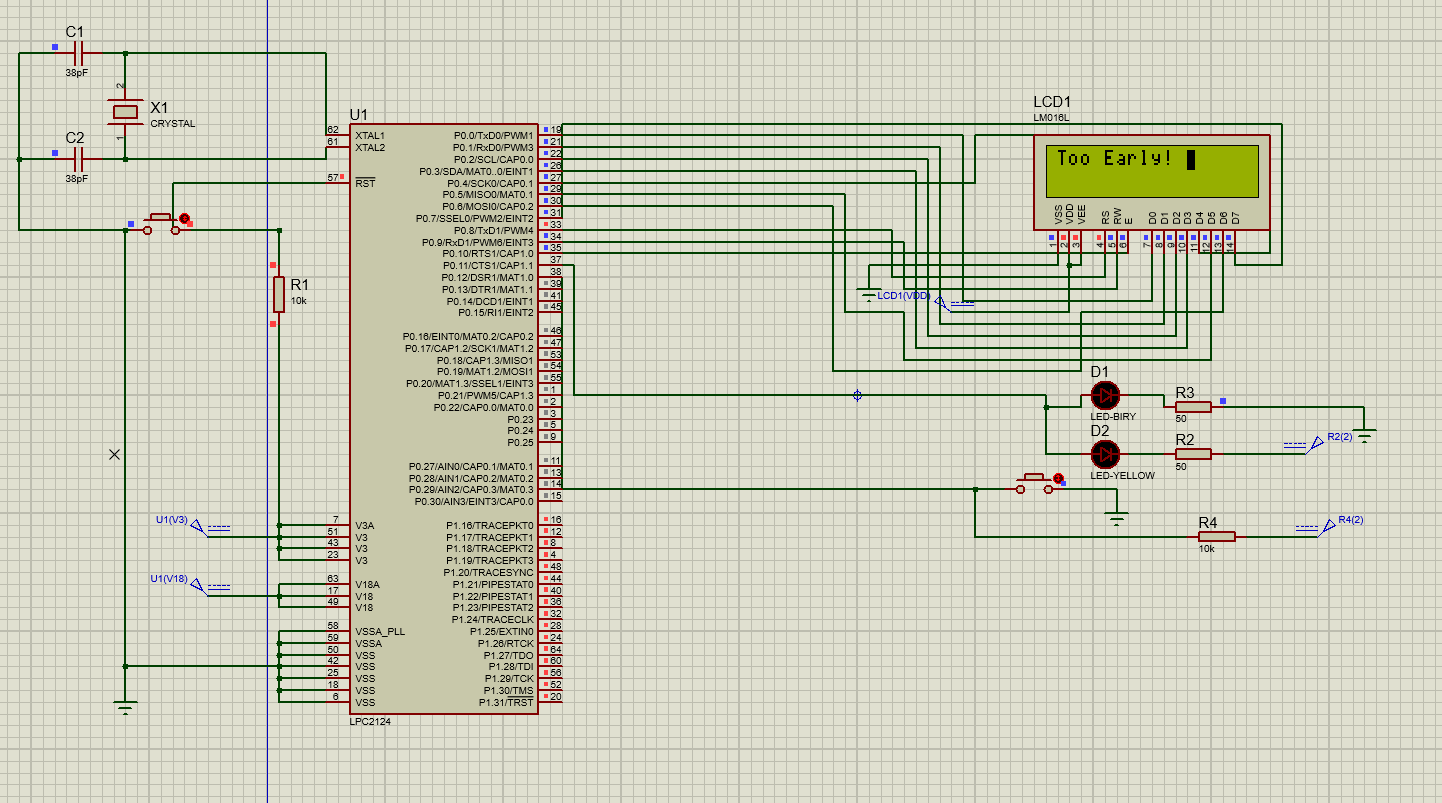 C1
38pF
2
X1
CRYSTAL
1
C2
38pF
R1
10k
U1(V3)
U1(V18)
U1
62 XTAL1
61 XTAL2
57 RST
7 V3A
51 V3
43 V3
23 V3
63 V18A
17 V18
49 V18
58 VSSA_PLL
59 VSSA
50 VSS
42 VSS
25 VSS
18 VSS
6 VSS
P0.0/TxD0/PWM1 19
P0.1/RxD0/PWM3 21
P0.2/SCL/CAP0.0 22
P0.3/SDA/MAT0..0/EINT1 26
P0.4/SCK0/CAP0.1 27
P0.5/MISO0/MAT0.1 29
P0.6/MOSI0/CAP0.2 30
P0.7/SSEL0/PWM2/EINT2 31
P0.8/TxD1/PWM4 33
P0.9/RxD1/PWM6/EINT3 34
P0.10/RTS1/CAP1.0 35
P0.11/CTS1/CAP1.1 37
P0.12/DSR1/MAT1.0 38
P0.13/DTR1/MAT1.1 39
P0.14/DCD1/EINT1 41
P0.15/RI1/EINT2 45
P0.16/EINT0/MAT0.2/CAP0.2 46
P0.17/CAP1.2/SCK1/MAT1.2 47
P0.18/CAP1.3/MISO1 53
P0.19/MAT1.2/MOSI1 54
P0.20/MAT1.3/SSEL1/EINT3 55
P0.21/PWM5/CAP1.3 1
P0.22/CAP0.0/MAT0.0 2
P0.23 3
P0.24 5
P0.25 9
P0.27/AIN0/CAP0.1/MAT0.1 11
P0.28/AIN1/CAP0.2/MAT0.2 13
P0.29/AIN2/CAP0.3/MAT0.3 14
P0.30/AIN3/EINT3/CAP0.0 15
P1.16/TRACEPKT0 16
P1.17/TRACEPKT1 12
P1.18/TRACEPKT2 8
P1.19/TRACEPKT3 4
P1.20/TRACESYNC 48
P1.21/PIPESTAT0 44
P1.22/PIPESTAT1 40
P1.23/PIPESTAT2 36
P1.24/TRACECLK 32
P1.25/EXTIN0 28
P1.26/RTCK 24
P1.27/TDO 64
P1.28/TDI 60
P1.29/TCK 56
P1.30/TMS 52
P1.31/TRST 20
LPC2124
LCD1
LM016L
Too Early!
VSS VDD VEE RS RW E D0 D1 D2 D3 D4 D5 D6 D7
1 2 3 4 5 6 7 8 9 10 11 12 13 14
LCD1(VDD)
D1
LED-BIRY
R3
50
D2
LED-YELLOW
R2
50
R2(2)
R4
10k
R4(2)